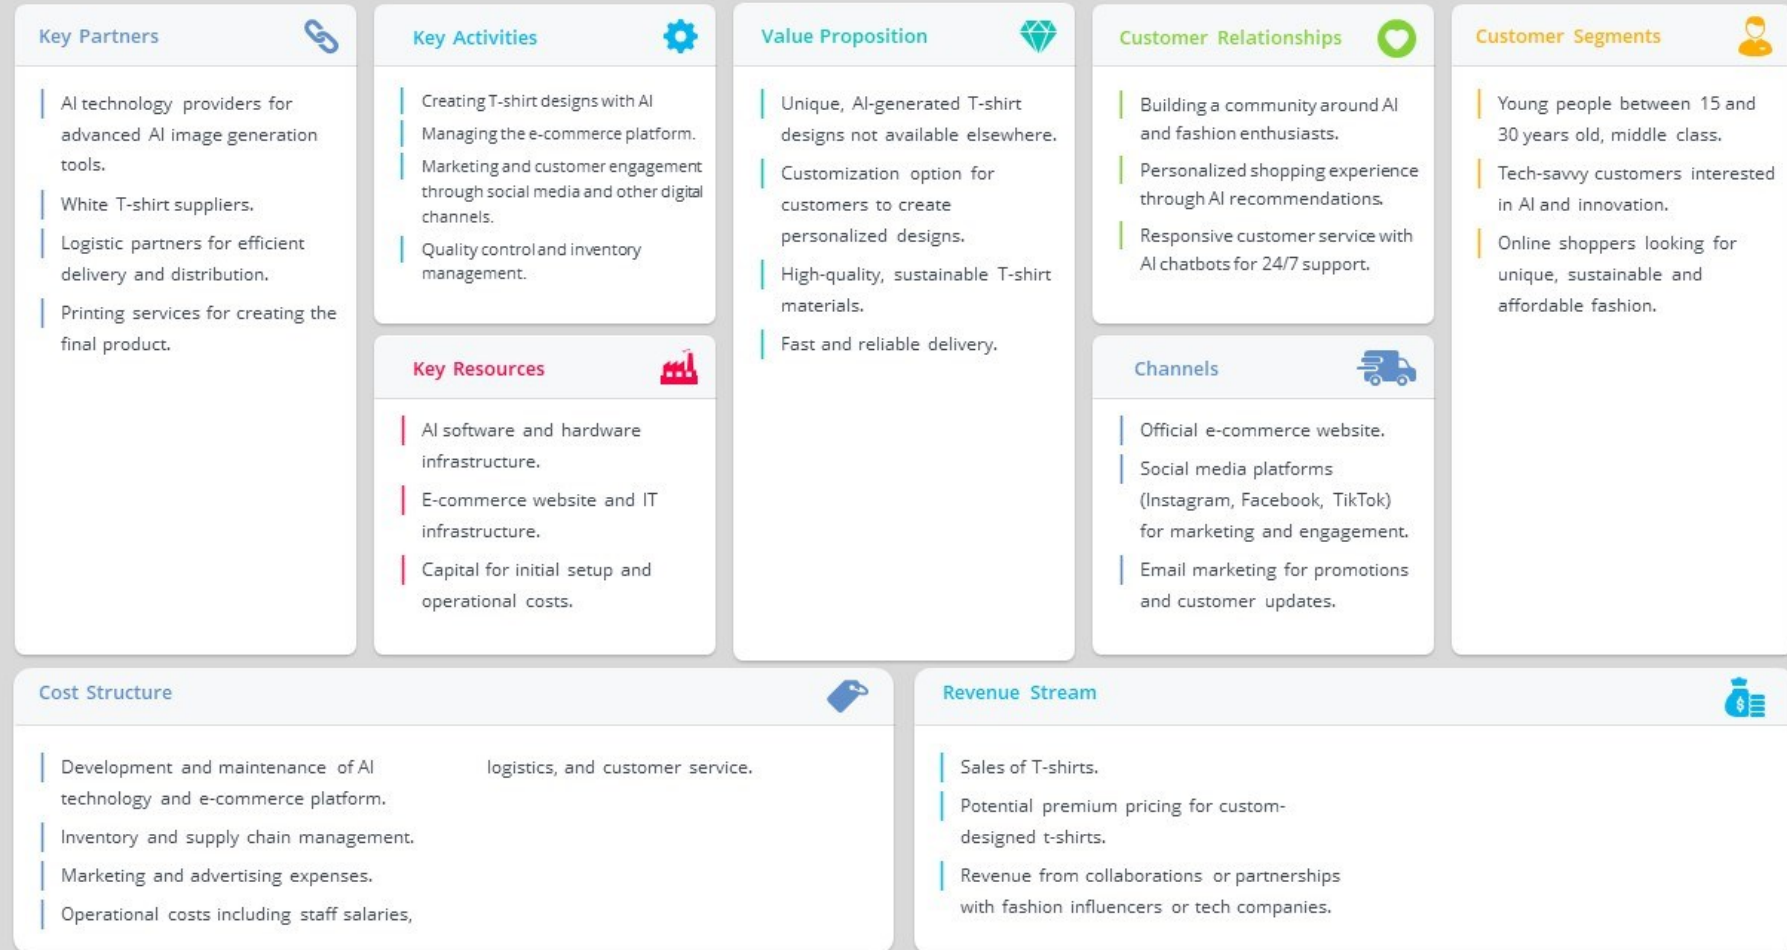 Key Partners
AI technology providers for
advanced AI image generation
tools.
White T-shirt suppliers.
Logistic partners for efficient
delivery and distribution.
Printing services for creating the
final product.
Key Activities
Creating T-shirt designs with AI
Managing the e-commerce platform.
Marketing and customer engagement
through social media and other digital
channels.
Quality control and inventory
management.
Key Resources
AI software and hardware
infrastructure.
E-commerce website and IT
infrastructure.
Capital for initial setup and
operational costs.
Value Proposition
Unique, AI-generated T-shirt
designs not available elsewhere.
Customization option for
customers to create
personalized designs.
High-quality, sustainable T-shirt
materials.
Fast and reliable delivery.
Customer Relationships
Building a community around AI
and fashion enthusiasts.
Personalized shopping experience
through AI recommendations.
Responsive customer service with
AI chatbots for 24/7 support.
Channels
Official e-commerce website.
Social media platforms
(Instagram, Facebook, TikTok)
for marketing and engagement.
Email marketing for promotions
and customer updates.
Customer Segments
Young people between 15 and
30 years old, middle class.
Tech-savvy customers interested
in AI and innovation.
Online shoppers looking for
unique, sustainable and
affordable fashion.
Cost Structure
Development and maintenance of AI
technology and e-commerce platform.
Inventory and supply chain management.
Marketing and advertising expenses.
Operational costs including staff salaries,
logistics, and customer service.
Revenue Stream
$
Sales of T-shirts.
Potential premium pricing for custom-
designed t-shirts.
Revenue from collaborations or partnerships
with fashion influencers or tech companies.